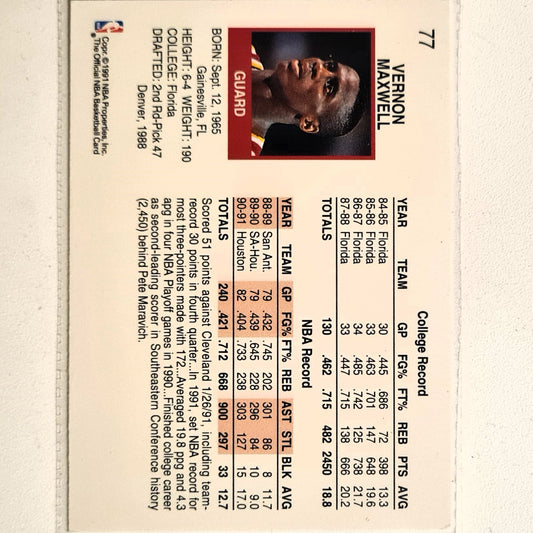 77
VERNON
MAXWELL
GUARD
BORN: Sept. 12, 1965
Gainesville, FL
HEIGHT: 6-4 WEIGHT: 190
COLLEGE: Florida
DRAFTED: 2nd Rd-Pick 47
Denver, 1988
NBA
Copr. © 1991 NBA Properties, Inc.
The Official NBA Basketball Card
College Record
YEAR TEAM GP FG% FT% REB PTS AVG
84-85 Florida 30 .445 .686 72 398 13.3
85-86 Florida 33 .463 .701 147 648 19.6
86-87 Florida 34 .485 .742 125 738 21.7
87-88 Florida 33 .447 .715 138 666 20.2
TOTALS 130 .462 .715 482 2450 18.8
NBA Record
YEAR TEAM GP FG% FT% REB AST STL BLK AVG
88-89 San Ant. 79 .432 .745 202 301 86 8 11.7
89-90 SA-Hou. 79 .439 .645 228 296 84 10 9.0
90-91 Houston 82 .404 .733 238 303 127 15 17.0
TOTALS 240 .421 .712 668 900 297 33 12.7
Scored 51 points against Cleveland 1/26/91, including team-
record 30 points in fourth quarter...In 1991, set NBA record for
most three-pointers made with 172...Averaged 19.8 ppg and 4.3
apg in four NBA Playoff games in 1990...Finished college career
as second-leading scorer in Southeastern Conference history
(2,450) behind Pete Maravich.